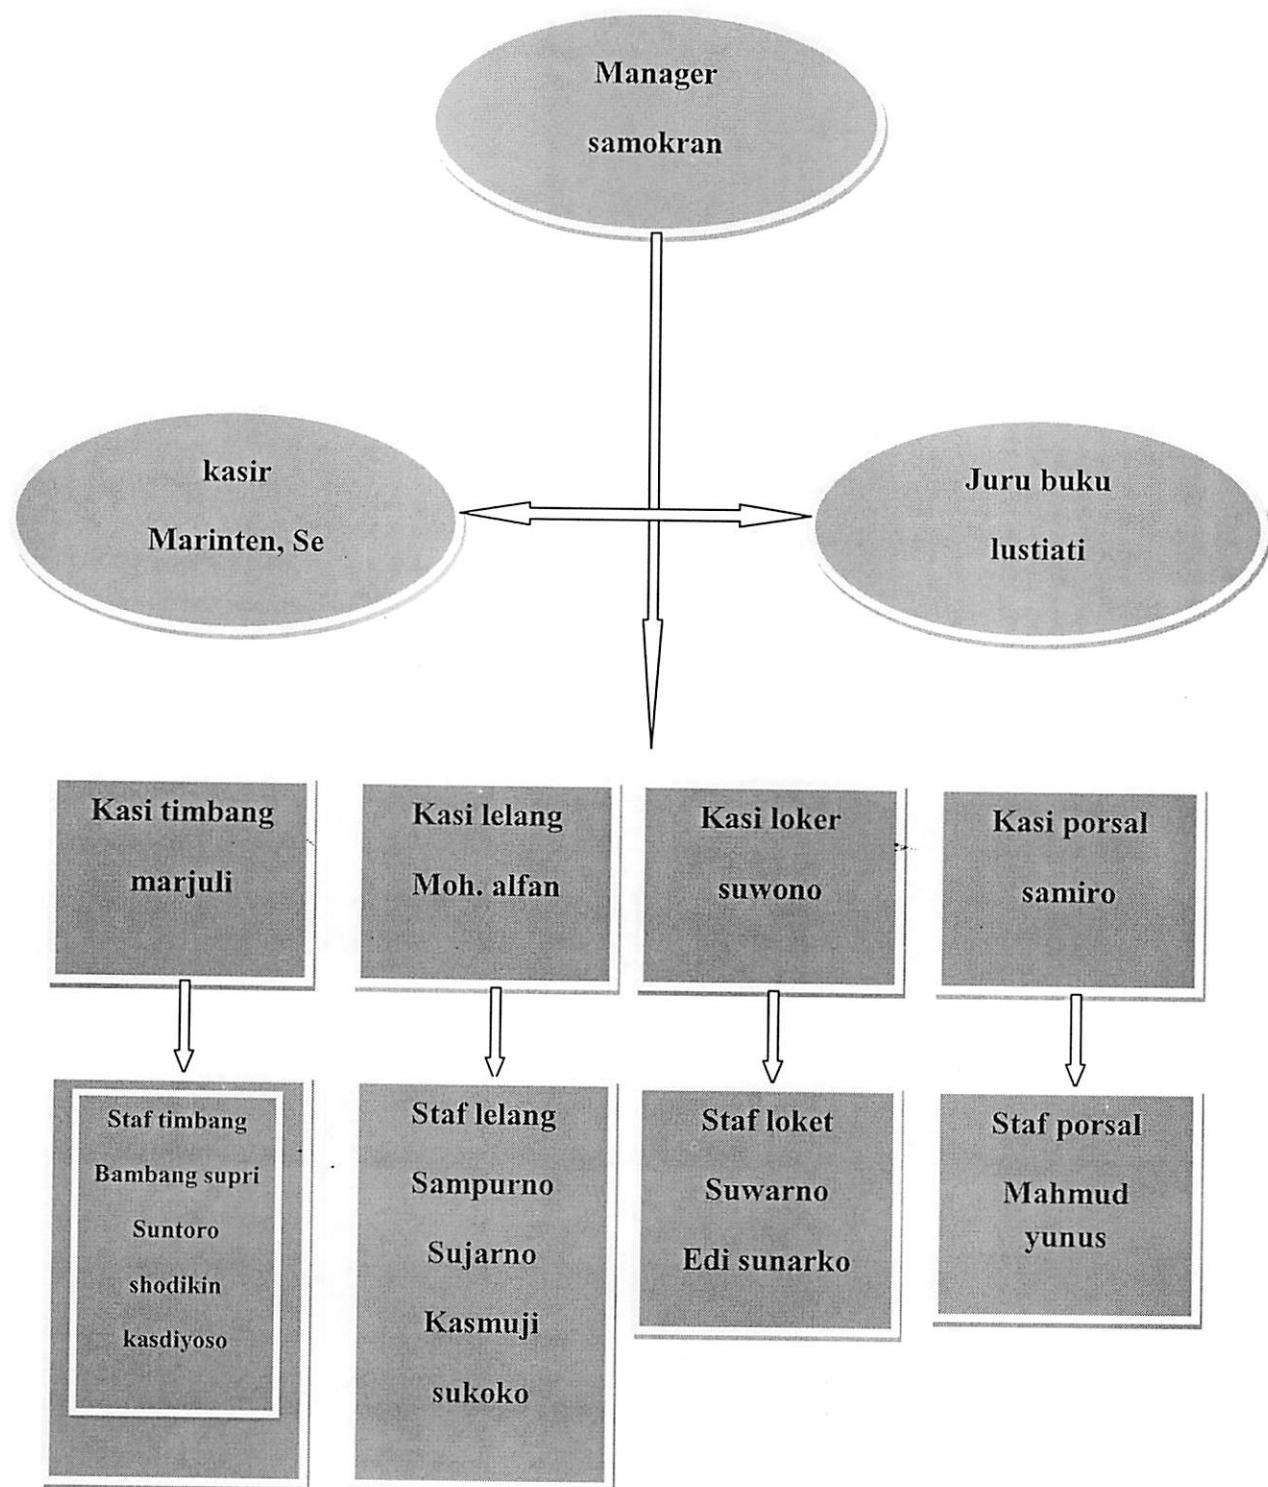 Manager
samokran
kasir
Marinten, Se
Juru buku
lustiati
Kasi timbang
marjuli
Kasi lelang
Moh. alfan
Kasi loker
suwono
Kasi porsal
samiro
Staf timbang
Bambang supri
Suntoro
shodikin
kasdiyoso
Staf lelang
Sampurno
Sujarno
Kasmuji
sukoko
Staf loket
Suwarno
Edi sunarko
Staf porsal
Mahmud
yunus